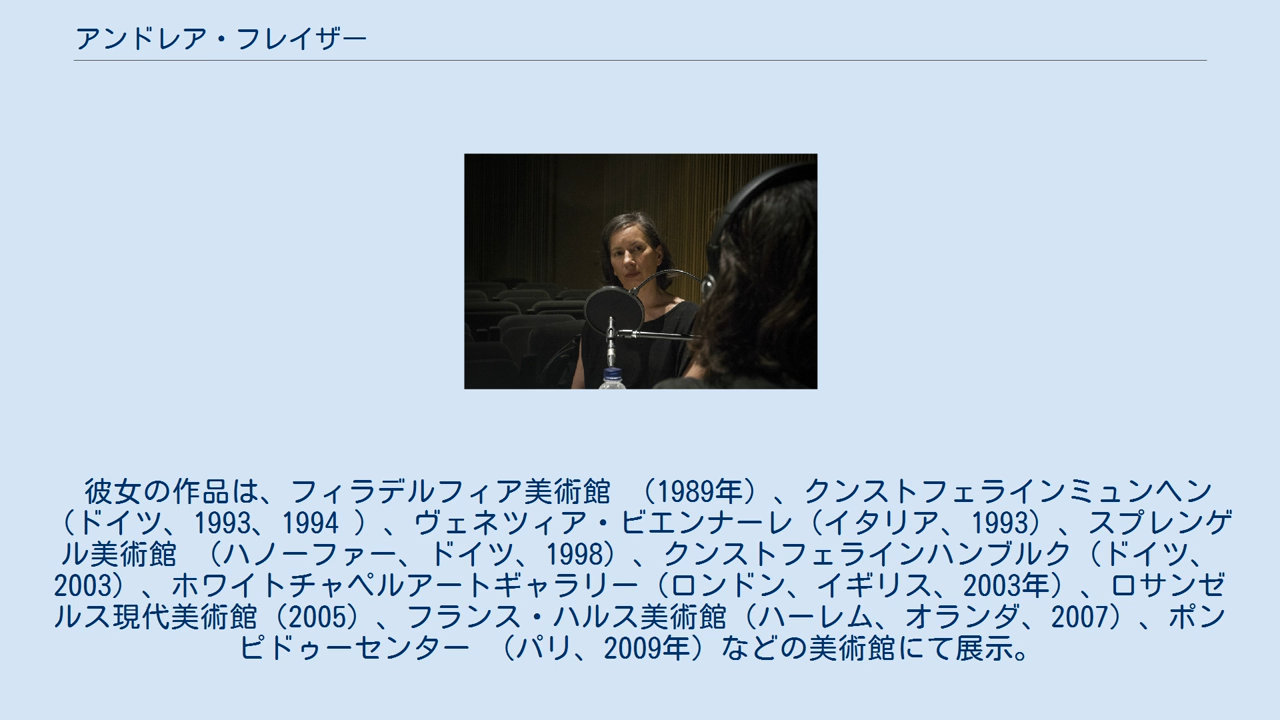 アンドレア・フレイザー
彼女の作品は、フィラデルフィア美術館 （1989年）、クンストフェラインミュンヘン
（ドイツ、1993、1994 ）、ヴェネツィア・ビエンナーレ（イタリア、1993）、スプレンゲ
ル美術館 （ハノーファー、ドイツ、1998）、クンストフェラインハンブルク（ドイツ、
2003）、ホワイトチャペルアートギャラリー（ロンドン、イギリス、2003年）、ロサンゼ
ルス現代美術館（2005）、フランス・ハルス美術館（ハーレム、オランダ、2007）、ポン
ピドゥーセンター （パリ、2009年）などの美術館にて展示。